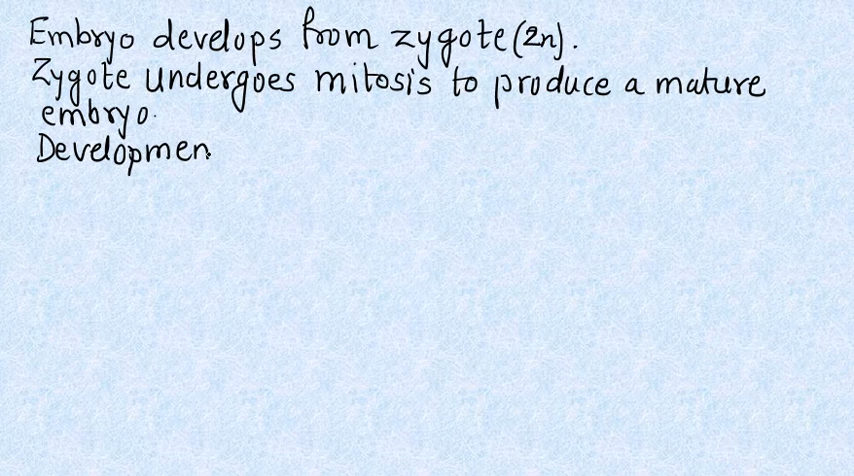 Embryo develops from zygote (2n).
Zygote undergoes mitosis to produce a mature
embryo.
Developmen